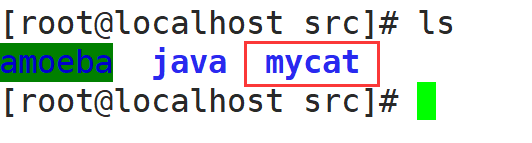 [root@localhost src]# ls
amoeba  java  mycat
[root@localhost src]#